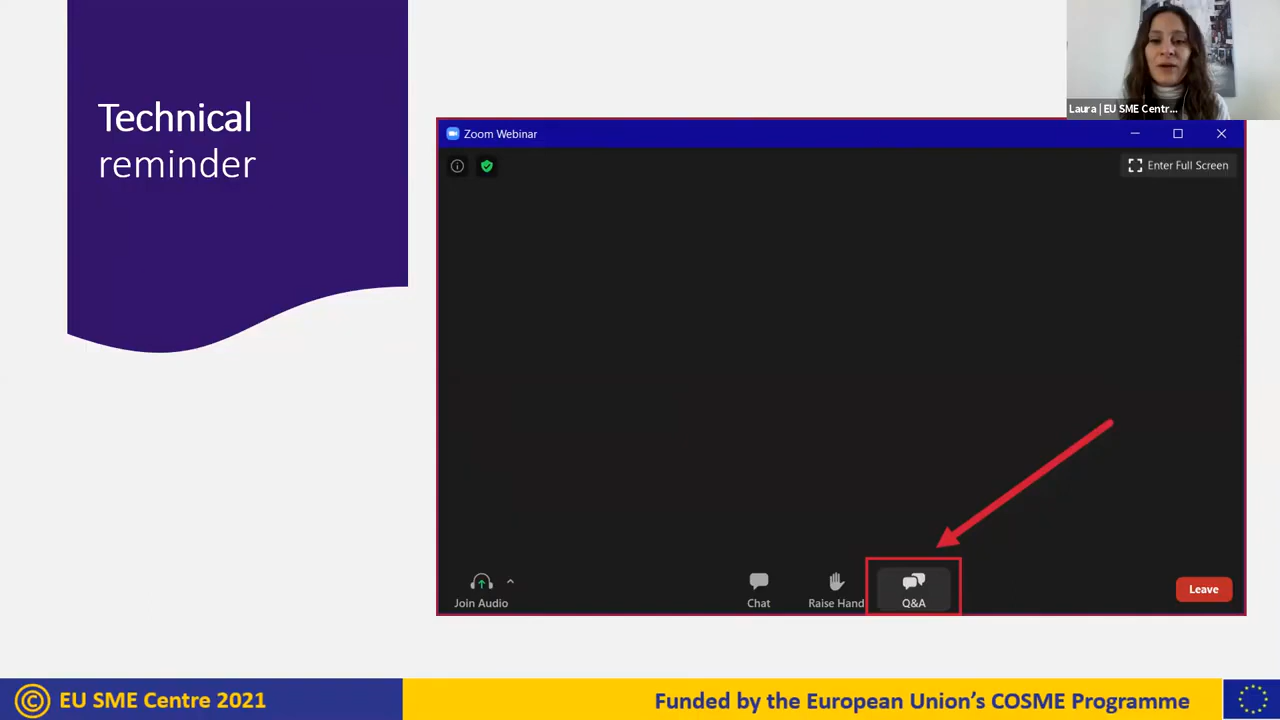 Technical
reminder
Laura | EU SME Centr...
Zoom Webinar
Enter Full Screen
Join Audio
Chat
Raise Hand
Q&A
Leave
© EU SME Centre 2021
Funded by the European Union’s COSME Programme